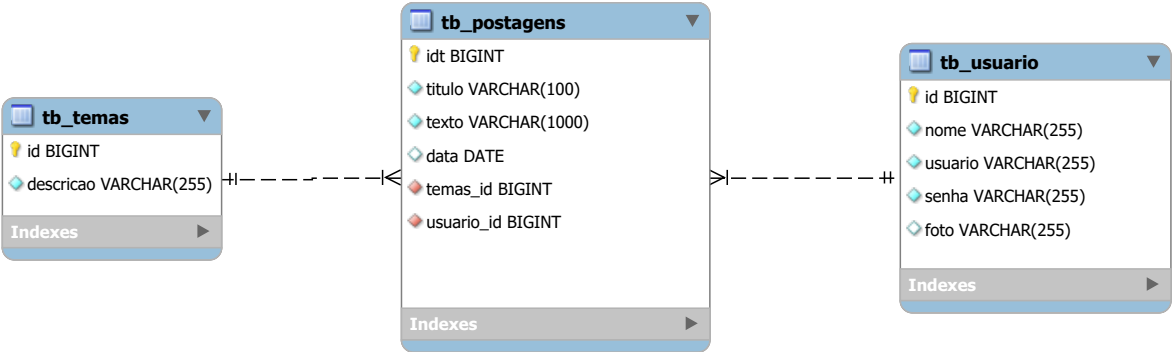 tb_temas
id BIGINT
descricao VARCHAR(255)
Indexes
tb_postagens
idt BIGINT
titulo VARCHAR(100)
texto VARCHAR(1000)
data DATE
temas_id BIGINT
usuario_id BIGINT
Indexes
tb_usuario
id BIGINT
nome VARCHAR(255)
usuario VARCHAR(255)
senha VARCHAR(255)
foto VARCHAR(255)
Indexes